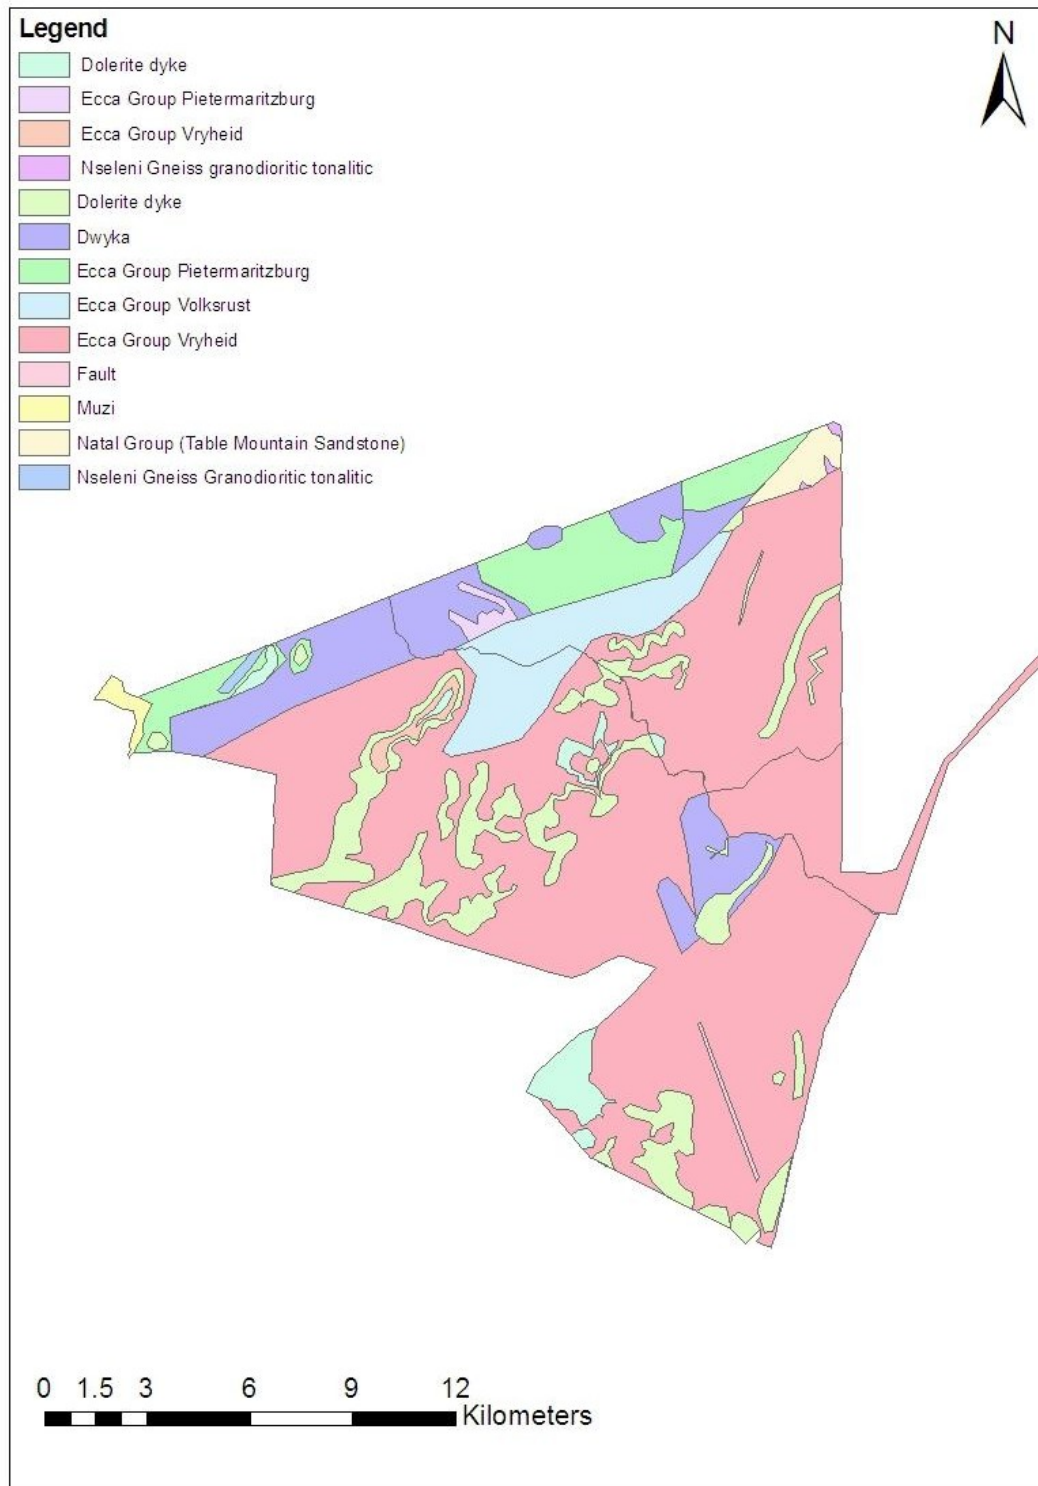 Legend
N
Dolerite dyke
Ecca Group Pietermaritzburg
Ecca Group Vryheid
Nseleni Gneiss granodioritic tonalitic
Dolerite dyke
Dwyka
Ecca Group Pietermaritzburg
Ecca Group Volksrust
Ecca Group Vryheid
Fault
Muzi
Natal Group (Table Mountain Sandstone)
Nseleni Gneiss Granodioritic tonalitic
0 1.5 3 6 9 12
Kilometers